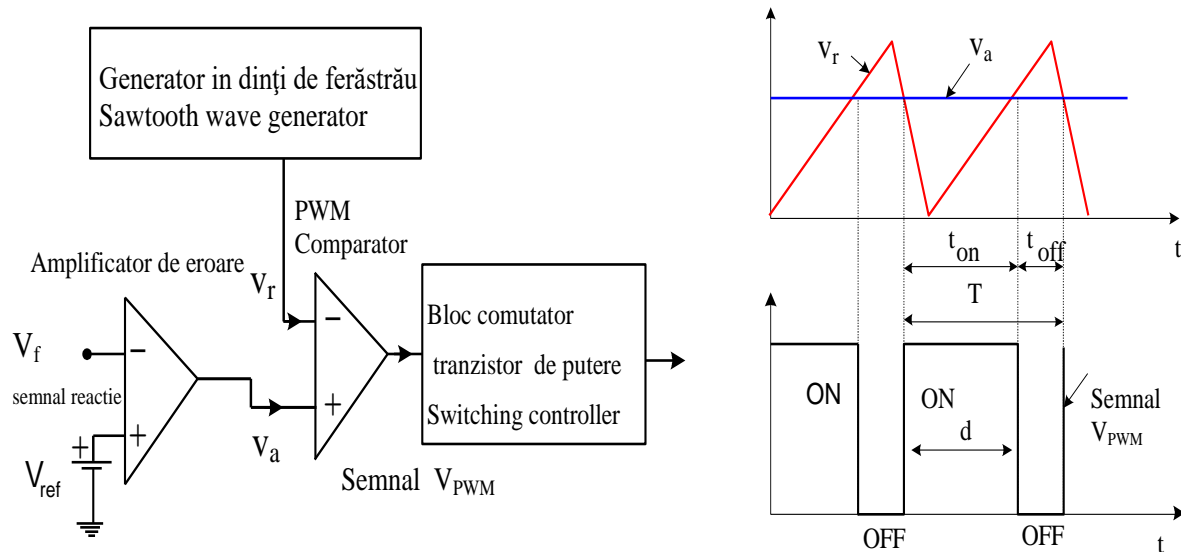 Generator in dinţi de ferăstrău
Sawtooth wave generator
PWM
Comparator
Amplificator de eroare
vr
Vf
semnal reactie
−
+
−
+
+
Vref
va
Bloc comutator
tranzistor de putere
Switching controller
Semnal VPWM
vr
va
t
ton
toff
T
ON
ON
d
Semnal
VPWM
OFF
OFF
t